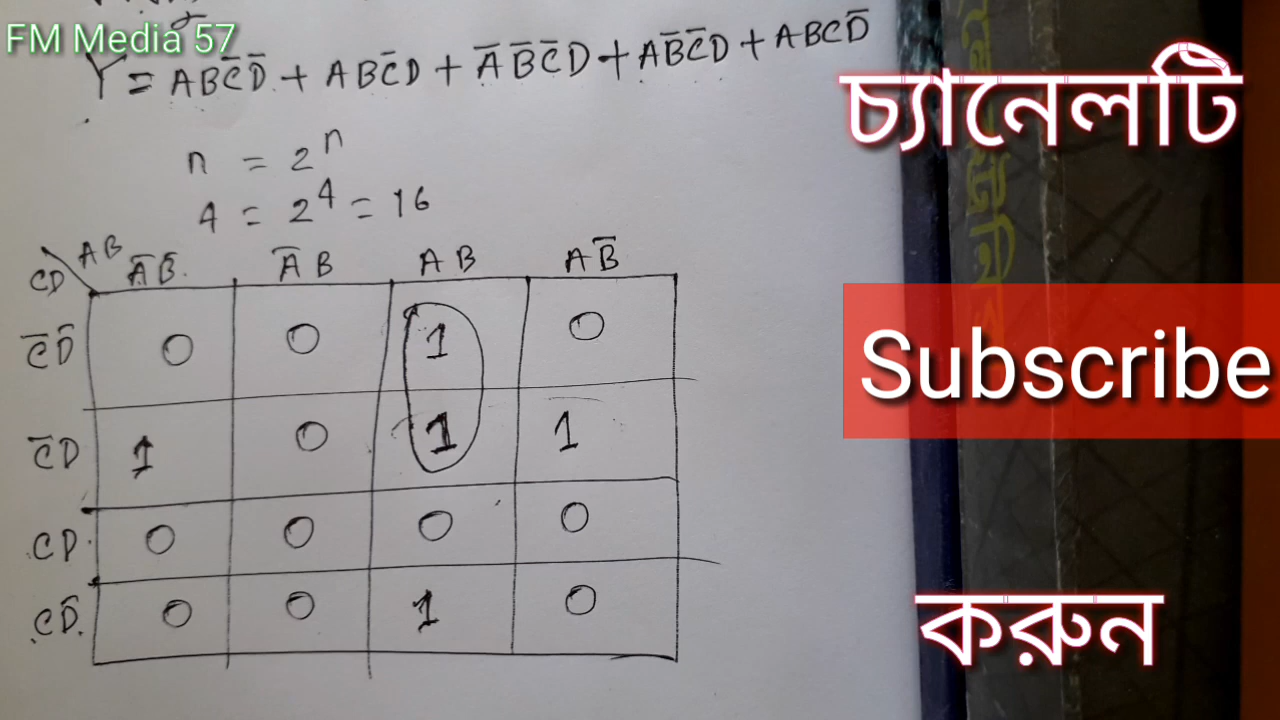 FM Media 57
Y = ABC̅D̅ + ABC̅D + A̅B̅C̅D + AB̅C̅D + ABCD̅
n = 2ⁿ
4 = 2⁴ = 16
AB
CD
A̅B̅ A̅B AB AB̅
C̅D̅ 0 0 1 0
C̅D 1 0 1 1
CD 0 0 0 0
CD̅ 0 0 1 0
চ্যানেলটি
Subscribe
করুন